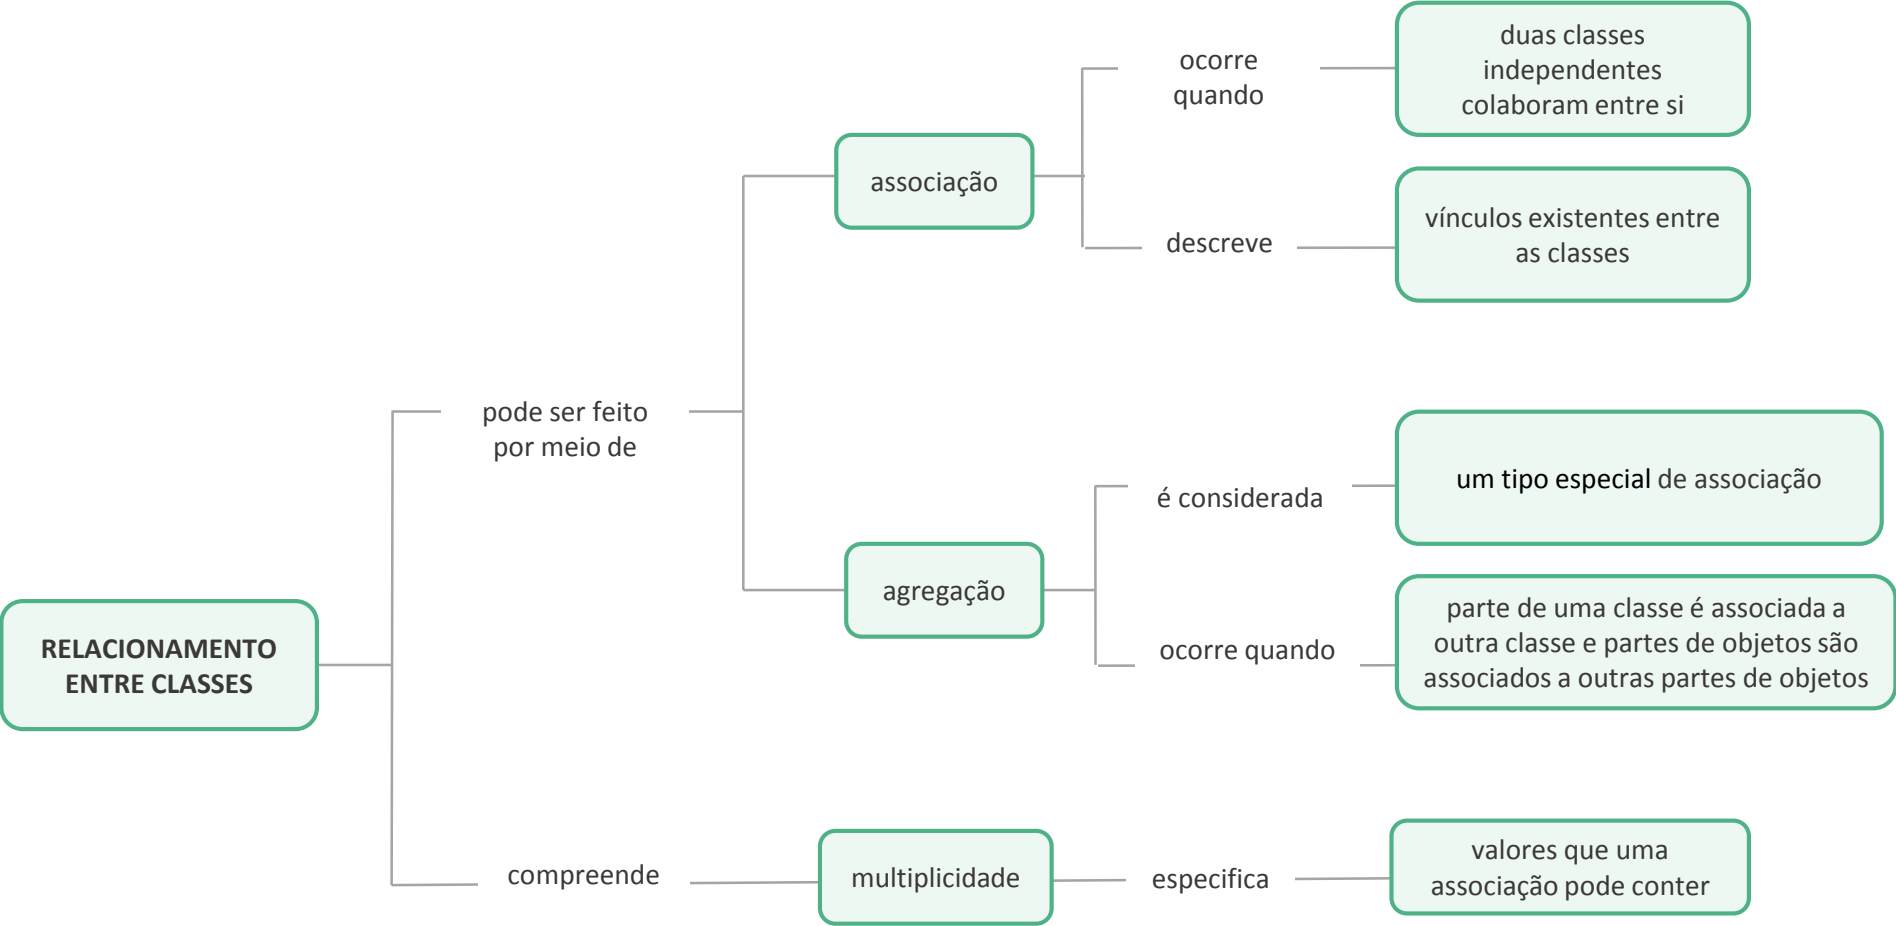 RELACIONAMENTO
ENTRE CLASSES
pode ser feito
por meio de
associação
ocorre
quando
duas classes
independentes
colaboram entre si
descreve
vínculos existentes entre
as classes
agregação
é considerada
um tipo especial de associação
ocorre quando
parte de uma classe é associada a
outra classe e partes de objetos são
associados a outras partes de objetos
compreende
multiplicidade
especifica
valores que uma
associação pode conter